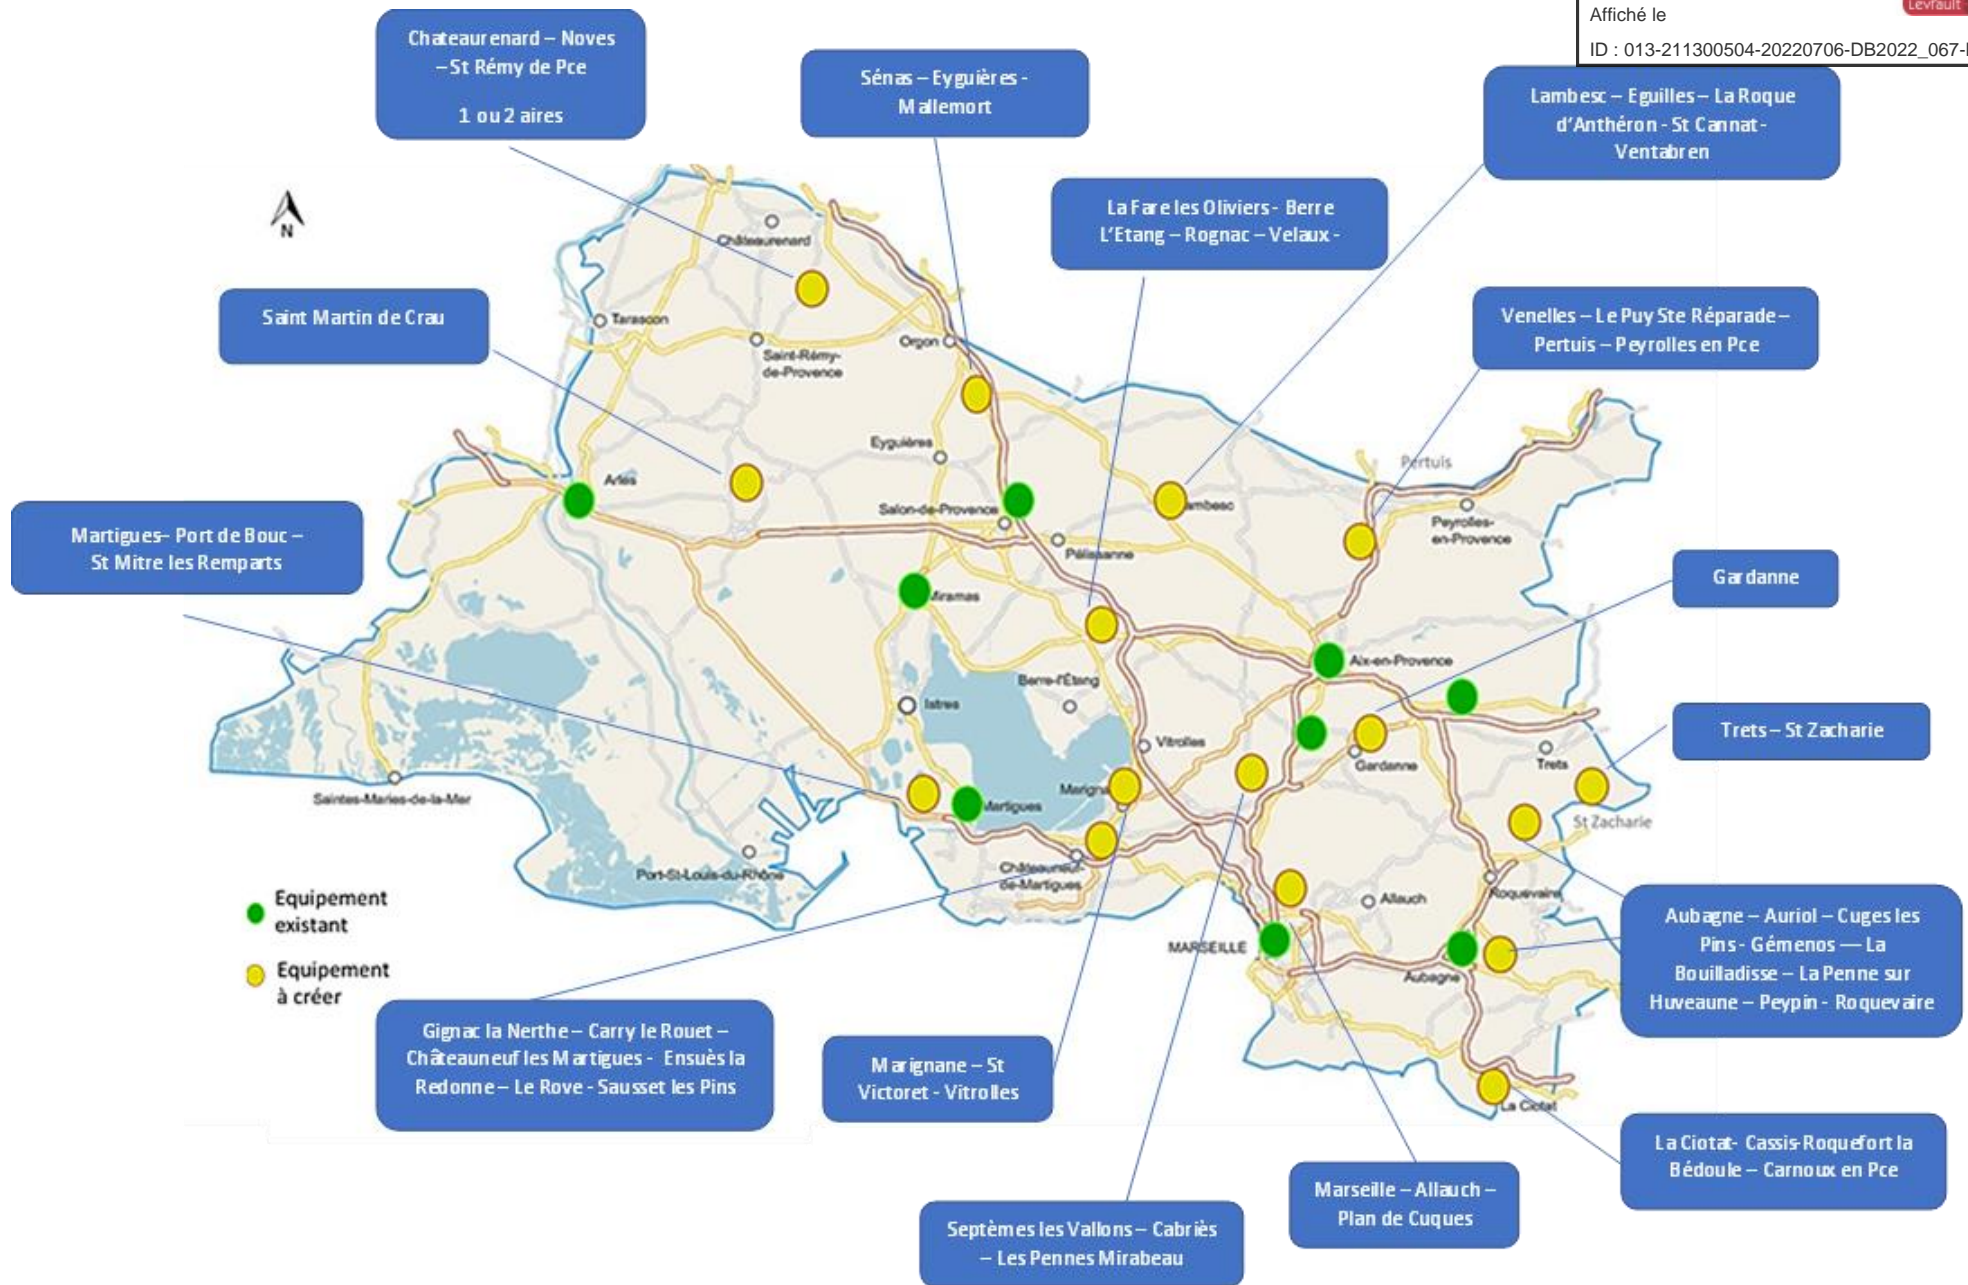 Affiché le
Levrault
ID : 013-211300504-20220706-DB2022_067-
Chateaurenard – Noves
– St Rémy de Pce
1 ou 2 aires
Sénas – Eyguières -
Mallemort
Lambesc – Eguilles – La Roque
d'Anthéron - St Cannat -
Ventabren
La Fare les Oliviers - Berre
L'Etang – Rognac – Velaux -
Saint Martin de Crau
Venelles – Le Puy Ste Réparade –
Pertuis – Peyrolles en Pce
Martigues– Port de Bouc –
St Mitre les Remparts
Gardanne
Trets – St Zacharie
Aubagne – Auriol – Cuges les
Pins - Gémenos –– La
Bouilladisse – La Penne sur
Huveaune – Peypin - Roquevaire
La Ciotat- Cassis-Roquefort la
Bédoule – Carnoux en Pce
Marseille – Allauch –
Plan de Cuques
Septèmes les Vallons – Cabriès
– Les Pennes Mirabeau
Marignane – St
Victoret - Vitrolles
Gignac la Nerthe – Carry le Rouet –
Châteauneuf les Martigues - Ensuès la
Redonne – Le Rove - Sausset les Pins
N
Châteaurenard
Tarascon
Saint-Rémy-
de-Provence
Orgon
Eyguières
Arles
Salon-de-Provence
Pélissanne
ambesc
Pertuis
Peyrolles-
en-Provence
Miramas
Aix-en-Provence
Berre-l'Étang
Istres
Vitrolles
Gardanne
Trets
St Zacharie
Saintes-Maries-de-la-Mer
Martigues
Marigna
Port-St-Louis-du-Rhône
Châteauneuf-
de-Martigues
Allauch
Roquevaire
MARSEILLE
Aubagne
La Ciotat
Equipement
existant
Equipement
à créer